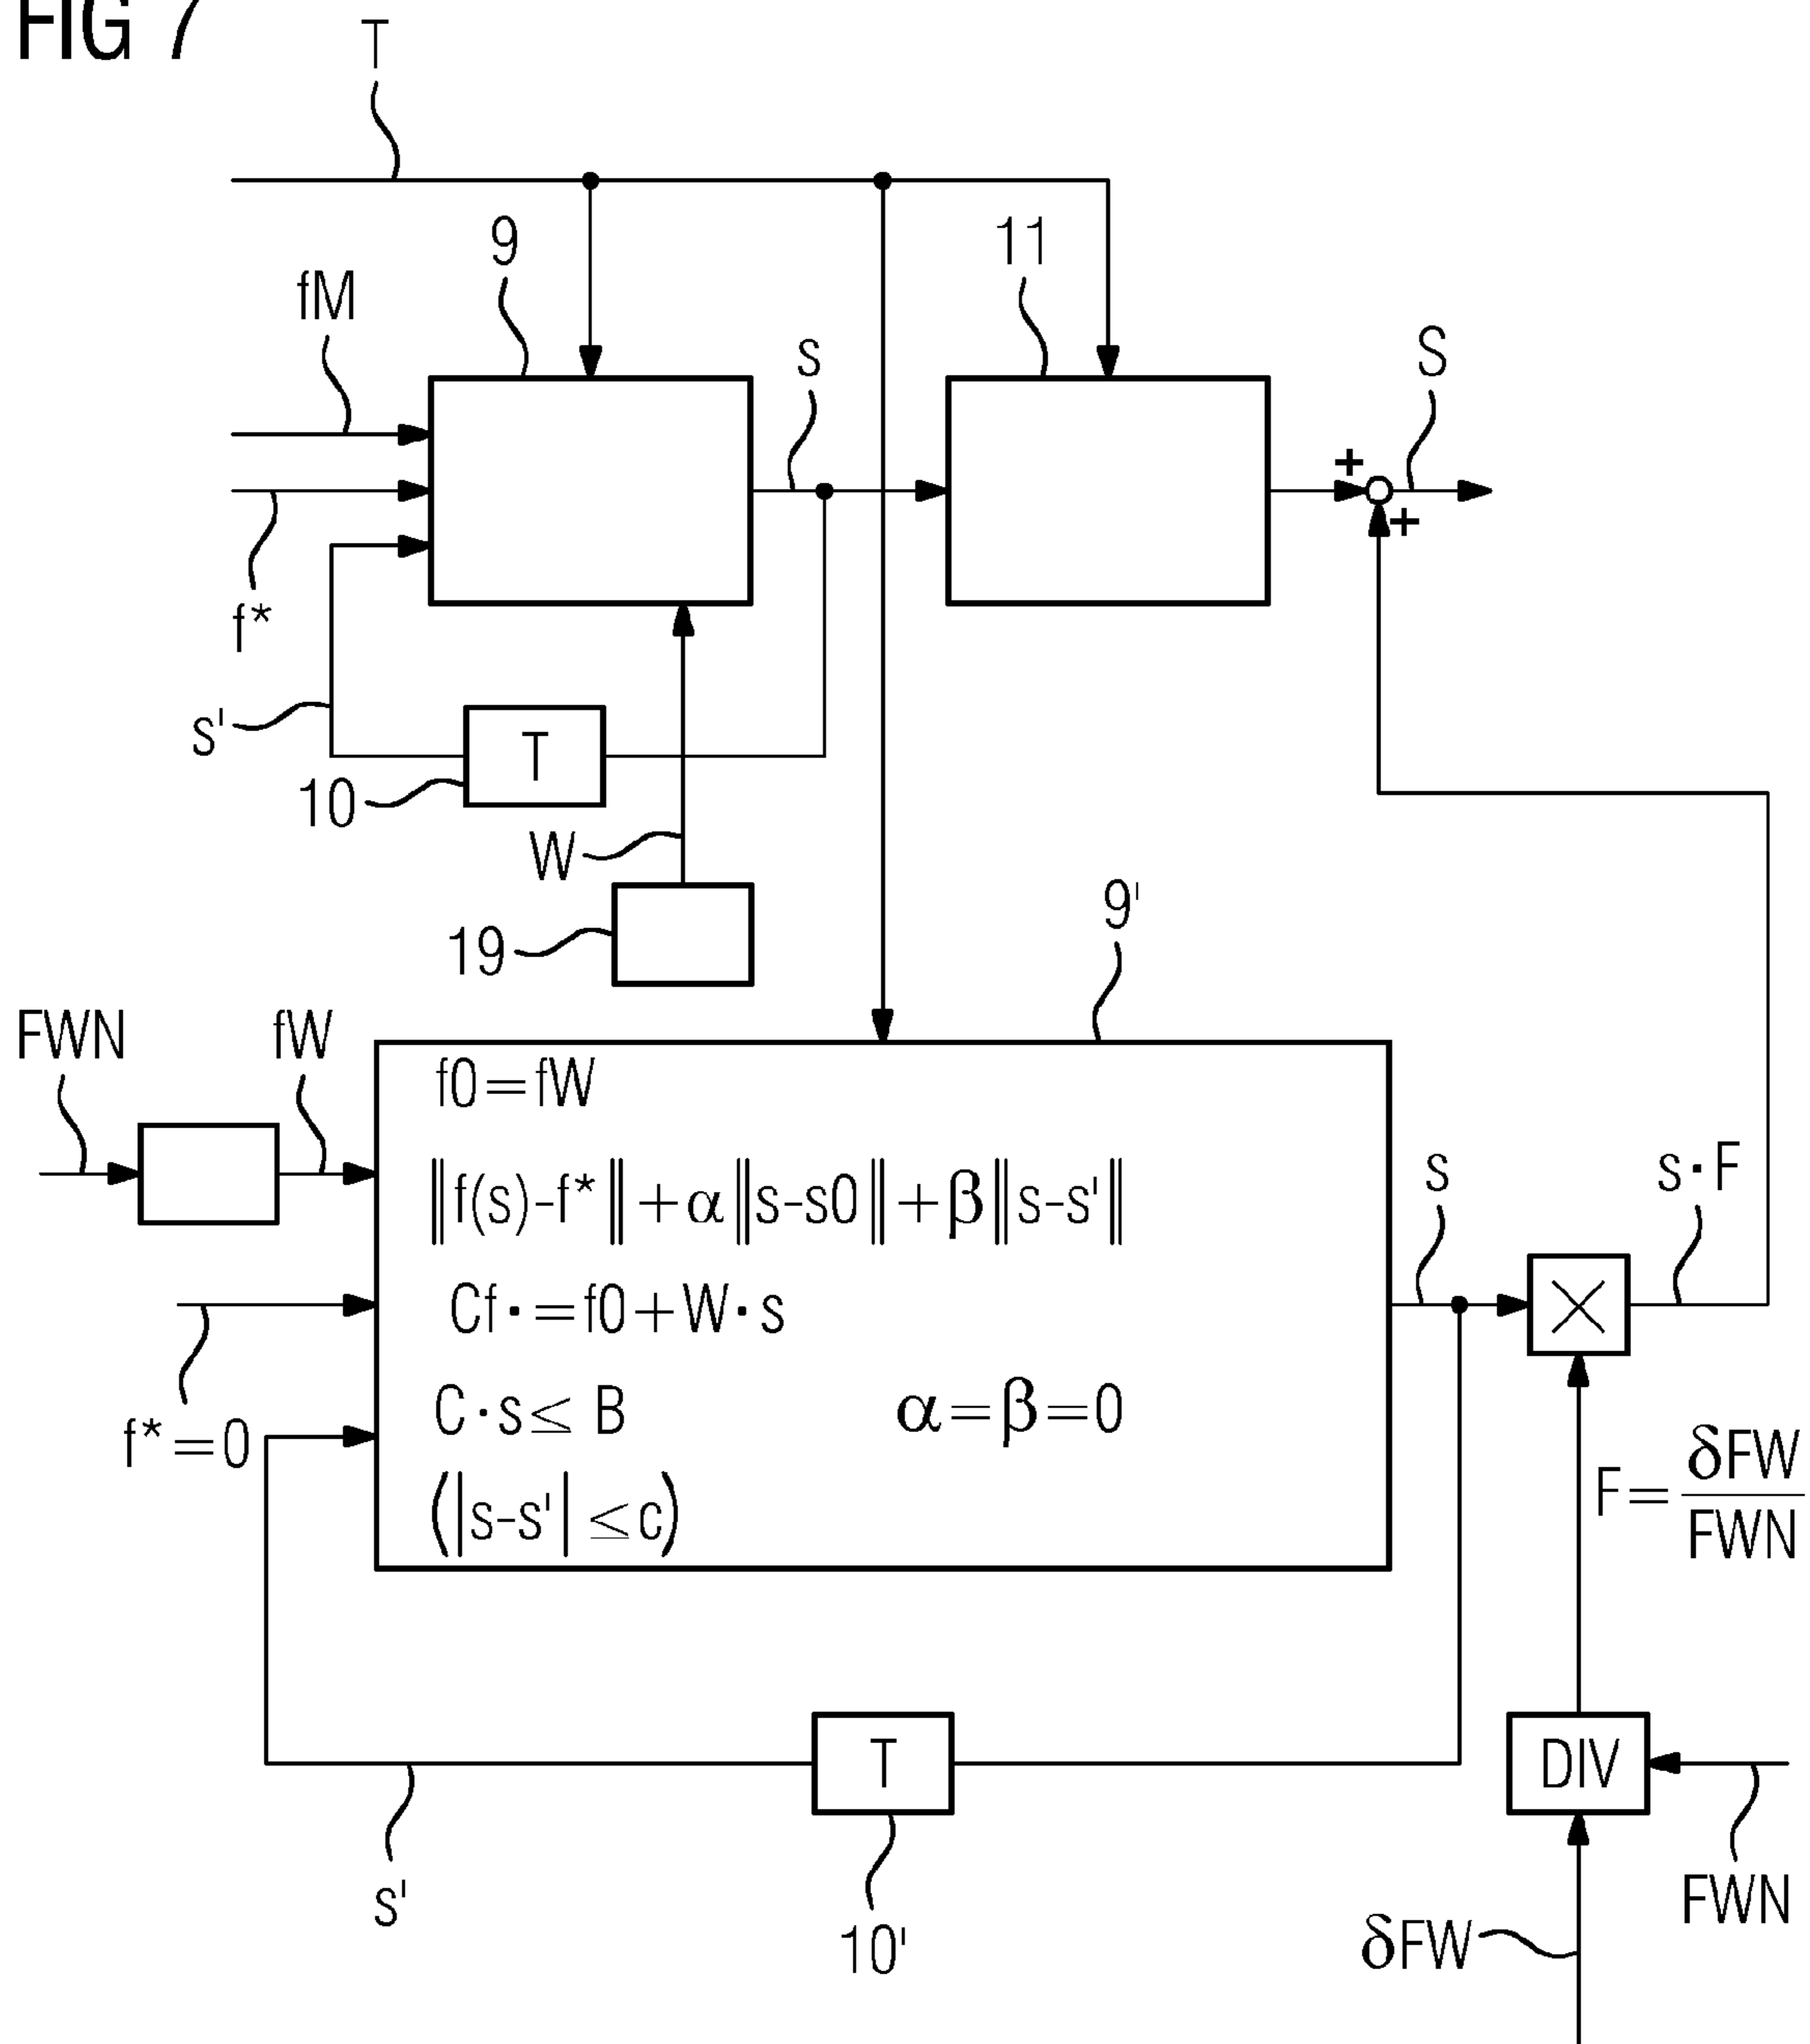 FIG 7
T
9
11
fM
s
S
+
+
f*
s'
T
10
W
19
9'
FWN
fW
f0=fW
‖f(s)-f*‖+α‖s-s0‖+β‖s-s'‖
s
s·F
Cf·=f0+W·s
C·s≤ B
α=β=0
f*=0
(|s-s'| ≤c)
F=δFW/FWN
T
DIV
s'
10'
FWN
δFW